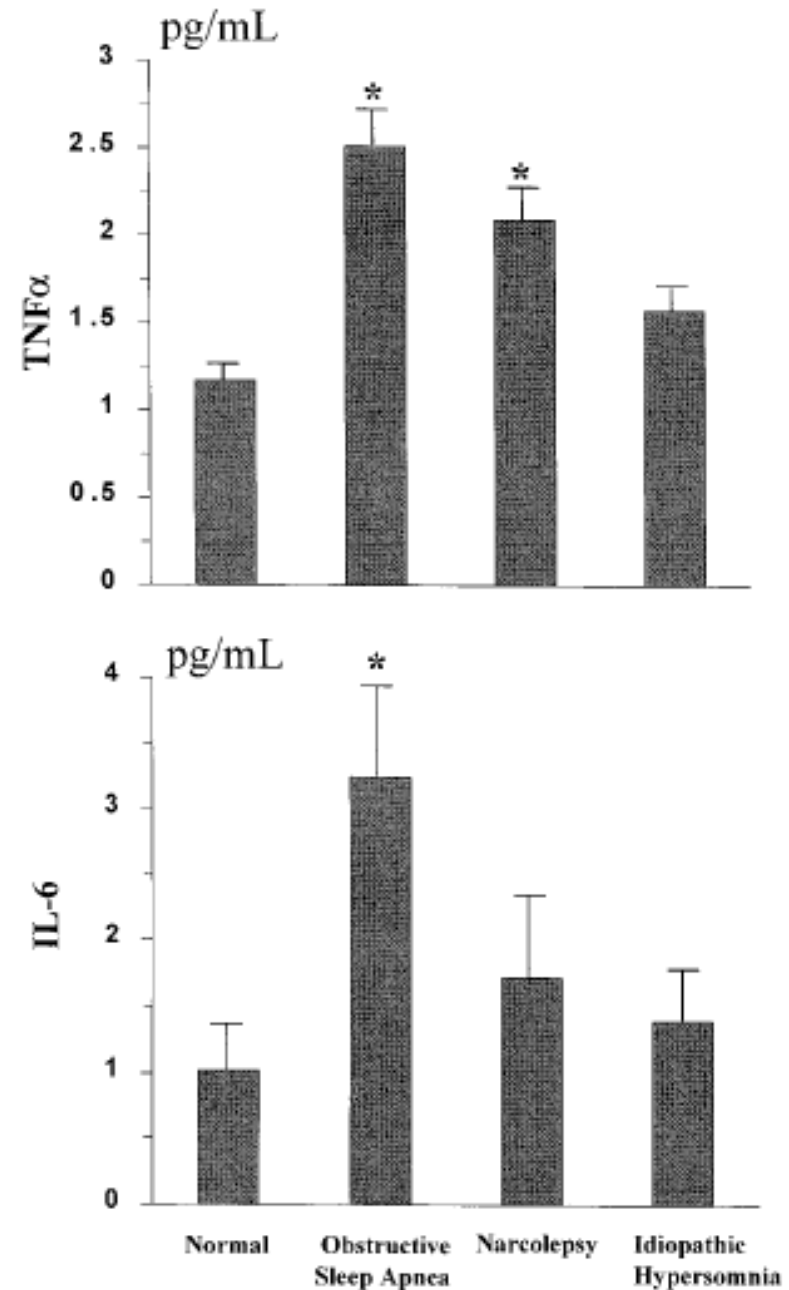 pg/mL
3
*
2.5
*
2
TNFα
1.5
1
0.5
0
pg/mL
*
4
3
IL-6
2
1
0
Normal
Obstructive
Sleep Apnea
Narcolepsy
Idiopathic
Hypersomnia